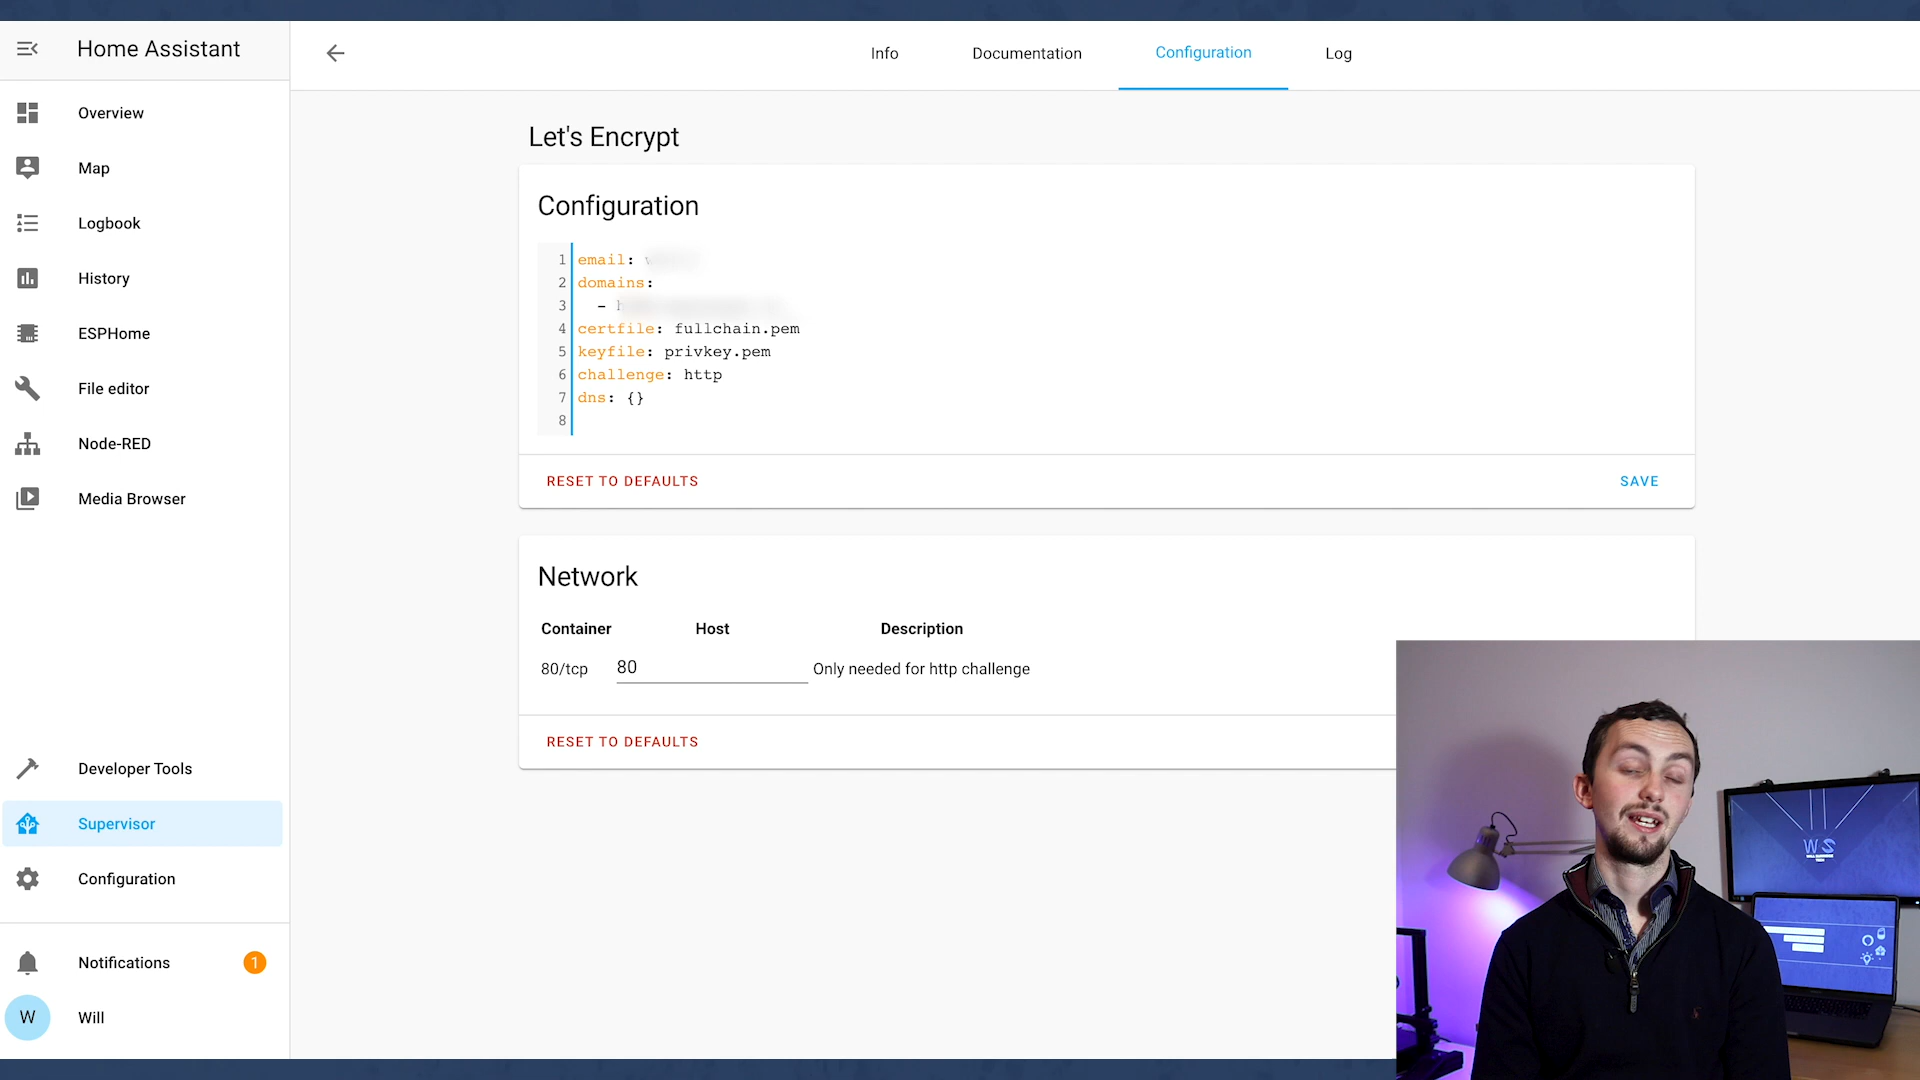 Home Assistant
Info
Documentation
Configuration
Log
Overview
Map
Logbook
History
ESPHome
File editor
Node-RED
Media Browser
Developer Tools
Supervisor
Configuration
Notifications
1
W
Will
Let's Encrypt
Configuration
1 email:
2 domains:
3 -
4 certfile: fullchain.pem
5 keyfile: privkey.pem
6 challenge: http
7 dns: {}
8
RESET TO DEFAULTS
SAVE
Network
Container Host Description
80/tcp 80 Only needed for http challenge
RESET TO DEFAULTS
WS